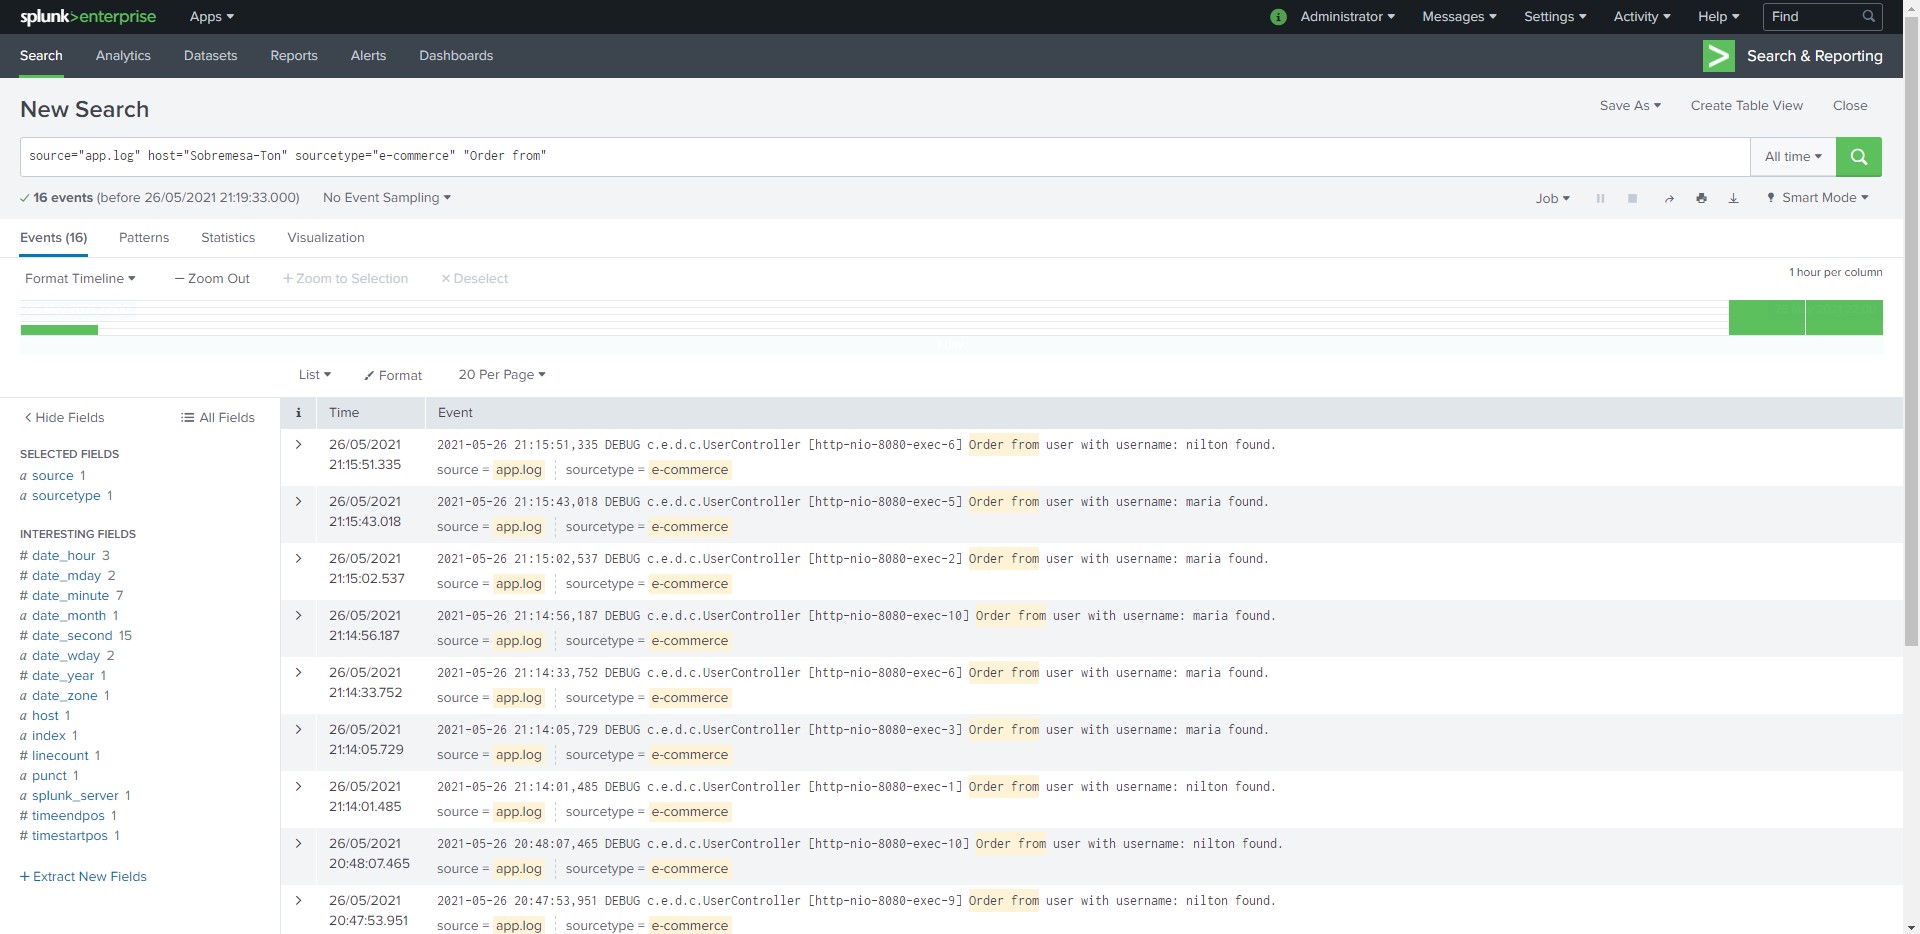 splunk>enterprise Apps Administrator Messages Settings Activity Help Find
Search Analytics Datasets Reports Alerts Dashboards Search & Reporting
New Search Save As Create Table View Close
source="app.log" host="Sobremesa-Ton" sourcetype="e-commerce" "Order from" All time
16 events (before 26/05/2021 21:19:33.000) No Event Sampling Job Smart Mode
Events (16) Patterns Statistics Visualization
Format Timeline — Zoom Out + Zoom to Selection × Deselect 1 hour per column
List Format 20 Per Page
< Hide Fields All Fields
SELECTED FIELDS
a source 1
a sourcetype 1
INTERESTING FIELDS
# date_hour 3
# date_mday 2
# date_minute 7
a date_month 1
# date_second 15
a date_wday 2
# date_year 1
a date_zone 1
a host 1
a index 1
# linecount 1
a punct 1
a splunk_server 1
# timeendpos 1
# timestartpos 1
+ Extract New Fields
i Time Event
> 26/05/2021 2021-05-26 21:15:51,335 DEBUG c.e.d.c.UserController [http-nio-8080-exec-6] Order from user with username: nilton found.
21:15:51.335 source = app.log sourcetype = e-commerce
> 26/05/2021 2021-05-26 21:15:43,018 DEBUG c.e.d.c.UserController [http-nio-8080-exec-5] Order from user with username: maria found.
21:15:43.018 source = app.log sourcetype = e-commerce
> 26/05/2021 2021-05-26 21:15:02,537 DEBUG c.e.d.c.UserController [http-nio-8080-exec-2] Order from user with username: maria found.
21:15:02.537 source = app.log sourcetype = e-commerce
> 26/05/2021 2021-05-26 21:14:56,187 DEBUG c.e.d.c.UserController [http-nio-8080-exec-10] Order from user with username: maria found.
21:14:56.187 source = app.log sourcetype = e-commerce
> 26/05/2021 2021-05-26 21:14:33,752 DEBUG c.e.d.c.UserController [http-nio-8080-exec-6] Order from user with username: maria found.
21:14:33.752 source = app.log sourcetype = e-commerce
> 26/05/2021 2021-05-26 21:14:05,729 DEBUG c.e.d.c.UserController [http-nio-8080-exec-3] Order from user with username: maria found.
21:14:05.729 source = app.log sourcetype = e-commerce
> 26/05/2021 2021-05-26 21:14:01,485 DEBUG c.e.d.c.UserController [http-nio-8080-exec-1] Order from user with username: nilton found.
21:14:01.485 source = app.log sourcetype = e-commerce
> 26/05/2021 2021-05-26 20:48:07,465 DEBUG c.e.d.c.UserController [http-nio-8080-exec-10] Order from user with username: nilton found.
20:48:07.465 source = app.log sourcetype = e-commerce
> 26/05/2021 2021-05-26 20:47:53,951 DEBUG c.e.d.c.UserController [http-nio-8080-exec-9] Order from user with username: nilton found.
20:47:53.951 source = app.log sourcetype = e-commerce